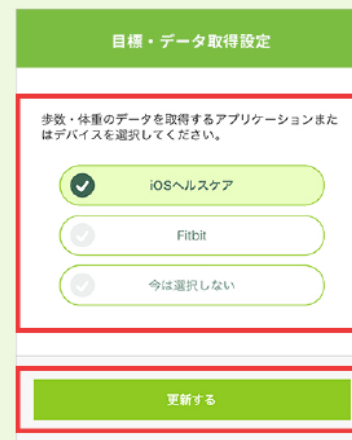 目標・データ取得設定
歩数・体重のデータを取得するアプリケーションまた
はデバイスを選択してください。
iOSヘルスケア
Fitbit
今は選択しない
更新する